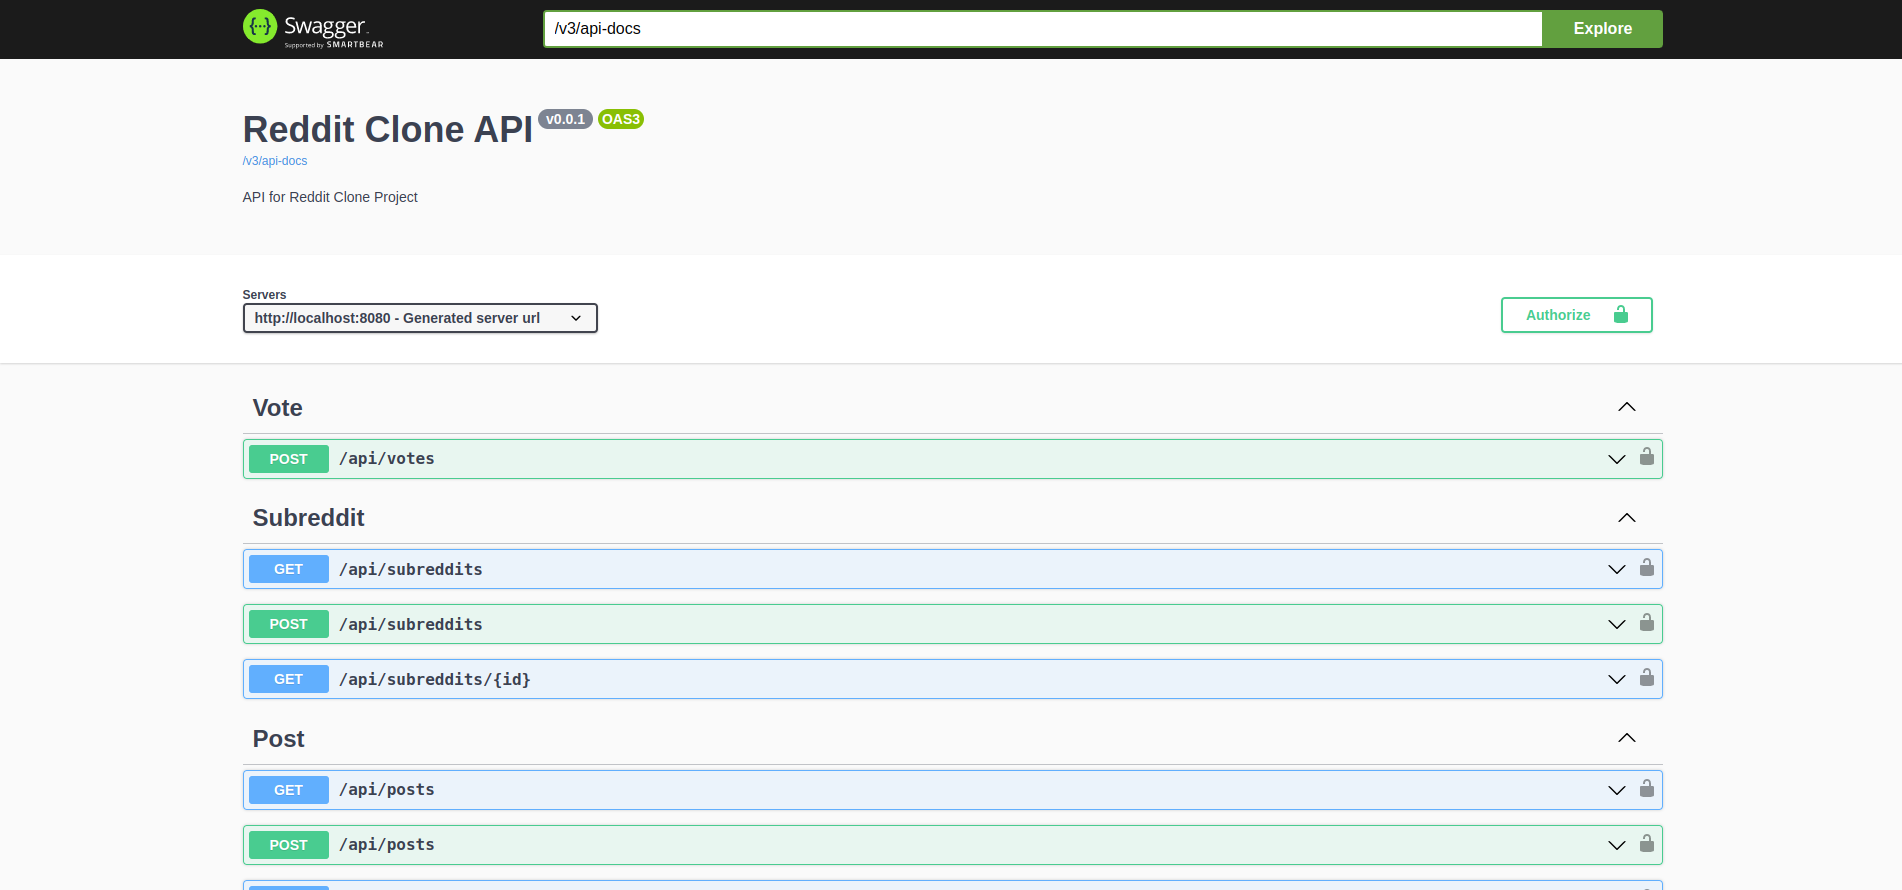 {···} Swagger
Supported by SMARTBEAR
/v3/api-docs
Explore
Reddit Clone API v0.0.1 OAS3
/v3/api-docs
API for Reddit Clone Project
Servers
http://localhost:8080 - Generated server url
Authorize
Vote
POST /api/votes
Subreddit
GET /api/subreddits
POST /api/subreddits
GET /api/subreddits/{id}
Post
GET /api/posts
POST /api/posts